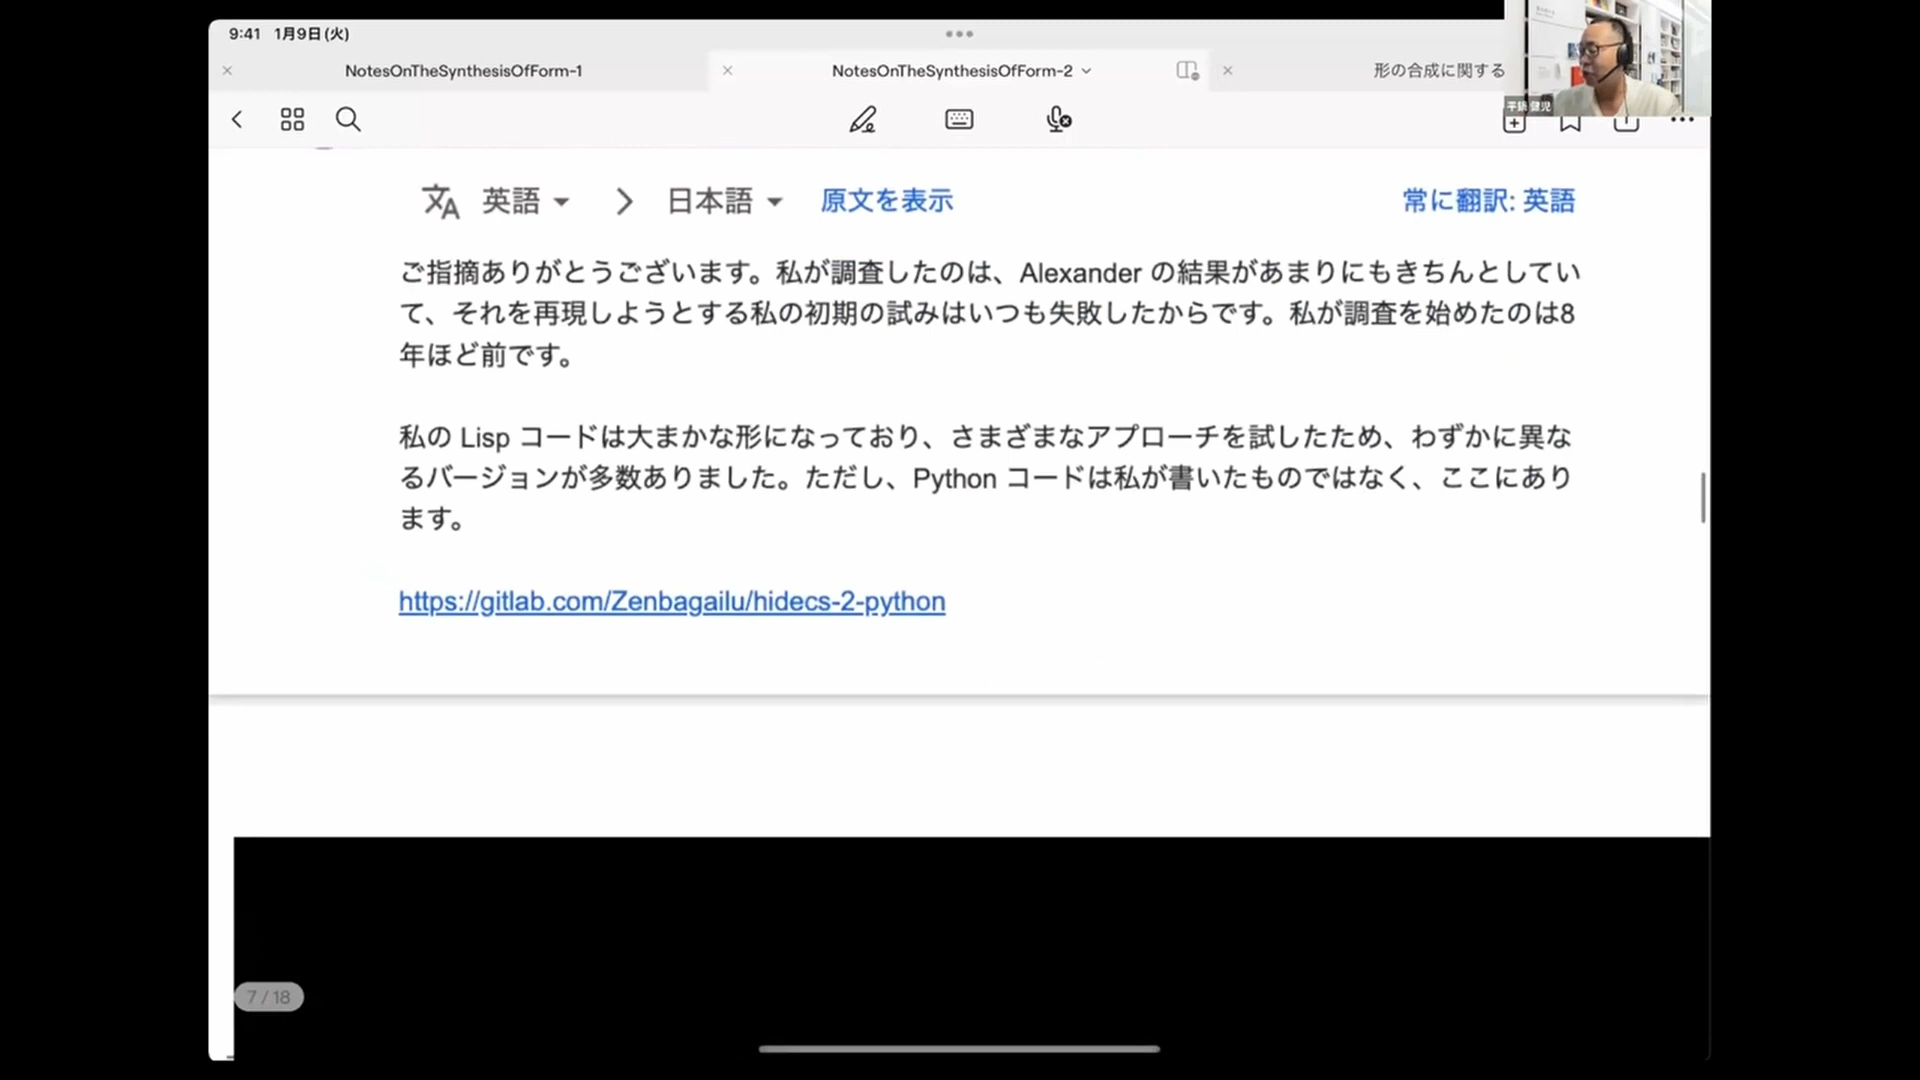 9:41 1月9日(火)
NotesOnTheSynthesisOfForm-1
NotesOnTheSynthesisOfForm-2
形の合成に関する
平鍋 健児
英語 日本語 原文を表示 常に翻訳: 英語
ご指摘ありがとうございます。私が調査したのは、Alexander の結果があまりにもきちんとしてい
て、それを再現しようとする私の初期の試みはいつも失敗したからです。私が調査を始めたのは8
年ほど前です。
私の Lisp コードは大まかな形になっており、さまざまなアプローチを試したため、わずかに異な
るバージョンが多数ありました。ただし、Python コードは私が書いたものではなく、ここにあり
ます。
https://gitlab.com/Zenbagailu/hidecs-2-python
7 / 18